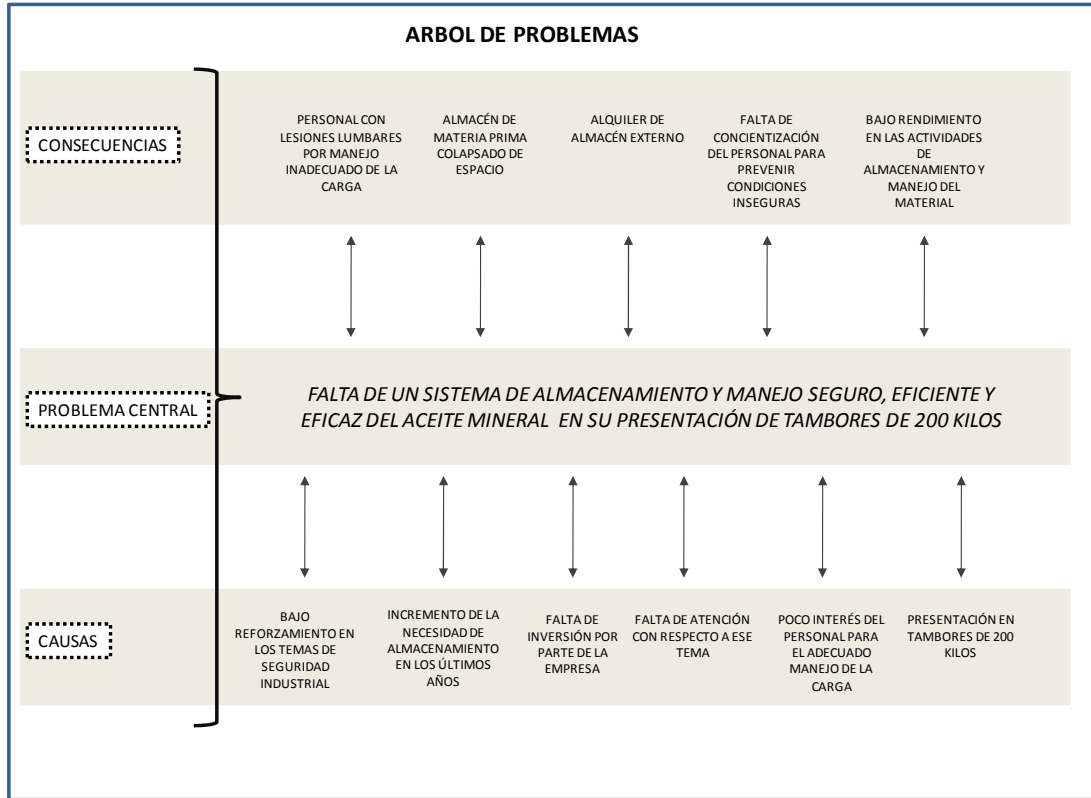 ARBOL DE PROBLEMAS
CONSECUENCIAS
PERSONAL CON
LESIONES LUMBARES
POR MANEJO
INADECUADO DE LA
CARGA
ALMACÉN DE
MATERIA PRIMA
COLAPSADO DE
ESPACIO
ALQUILER DE
ALMACÉN EXTERNO
FALTA DE
CONCIENTIZACIÓN
DEL PERSONAL PARA
PREVENIR
CONDICIONES
INSEGURAS
BAJO RENDIMIENTO
EN LAS ACTIVIDADES
DE
ALMACENAMIENTO Y
MANEJO DEL
MATERIAL
PROBLEMA CENTRAL
FALTA DE UN SISTEMA DE ALMACENAMIENTO Y MANEJO SEGURO, EFICIENTE Y
EFICAZ DEL ACEITE MINERAL EN SU PRESENTACIÓN DE TAMBORES DE 200 KILOS
CAUSAS
BAJO
REFORZAMIENTO EN
LOS TEMAS DE
SEGURIDAD
INDUSTRIAL
INCREMENTO DE LA
NECESIDAD DE
ALMACENAMIENTO
EN LOS ÚLTIMOS
AÑOS
FALTA DE
INVERSIÓN POR
PARTE DE LA
EMPRESA
FALTA DE ATENCIÓN
CON RESPECTO A ESE
TEMA
POCO INTERÉS DEL
PERSONAL PARA
EL ADECUADO
MANEJO DE LA
CARGA
PRESENTACIÓN EN
TAMBORES DE 200
KILOS